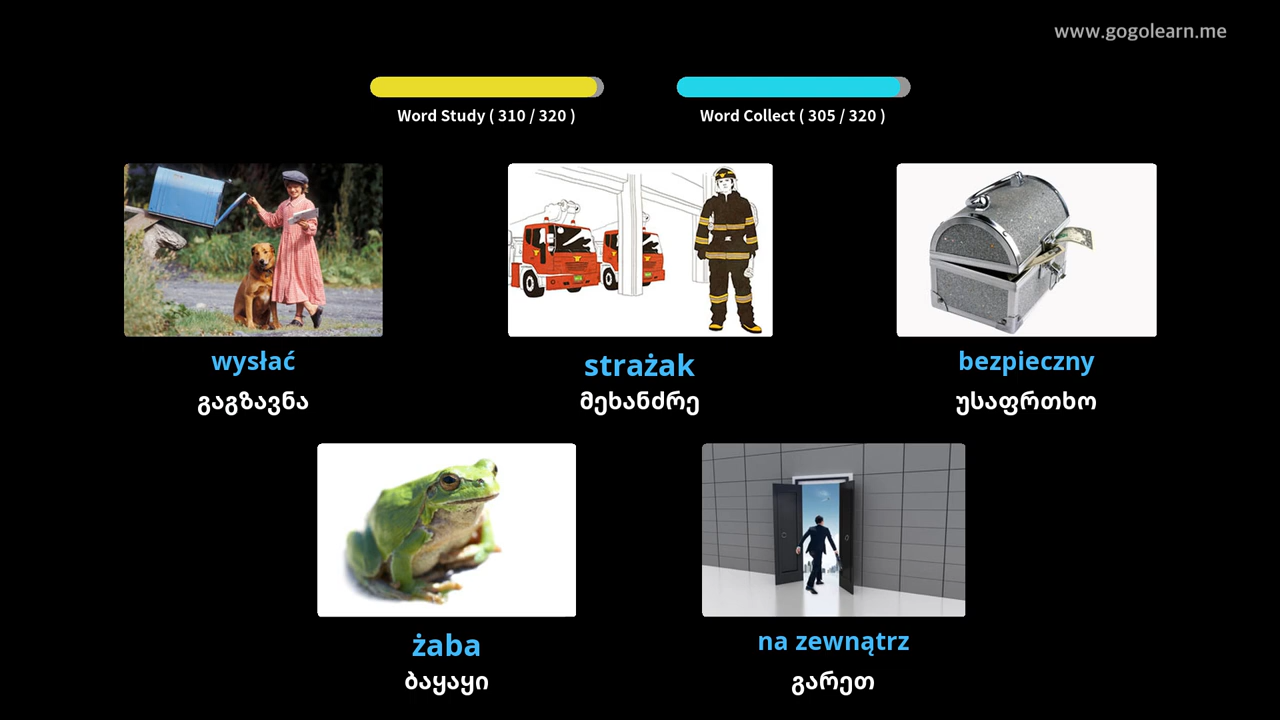 www.gogolearn.me
Word Study ( 310 / 320 )
Word Collect ( 305 / 320 )
wysłać
გაგზავნა
strażak
მეხანძრე
bezpieczny
უსაფრთხო
żaba
ბაყაყი
na zewnątrz
გარეთ